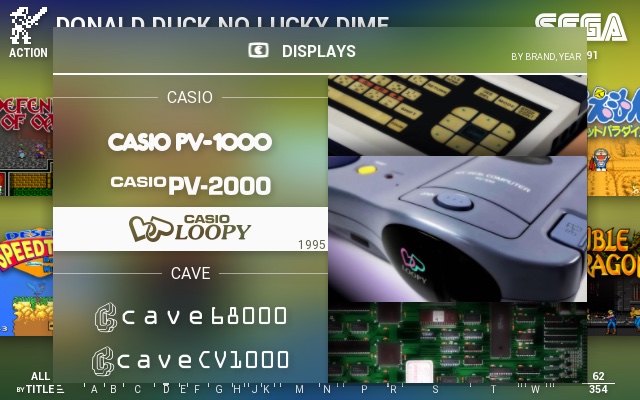 DONALD DUCK NO LUCKY DIME
SEGA
ACTION
DISPLAYS
BY BRAND, YEAR
91
CASIO
CASIO PV-1000
CASIO PV-2000
CASIO
LOOPY
1995
CAVE
cave68000
caveCV1000
LOOPY
ALL
BY TITLE
A B C D E F G H J K M N P R S T W
62
354